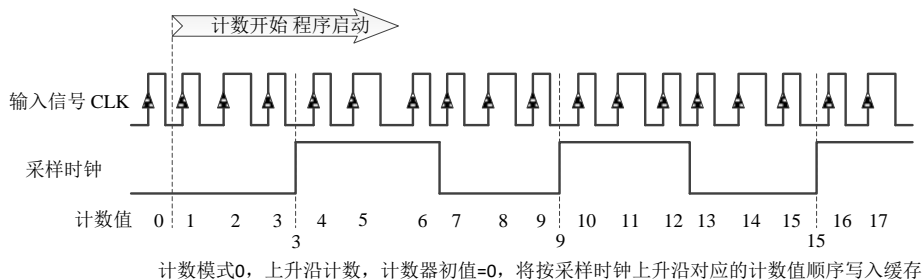 计数开始 程序启动
输入信号 CLK
采样时钟
计数值 0 1 2 3 4 5 6 7 8 9 10 11 12 13 14 15 16 17
3 9 15
计数模式0，上升沿计数，计数器初值=0，将按采样时钟上升沿对应的计数值顺序写入缓存